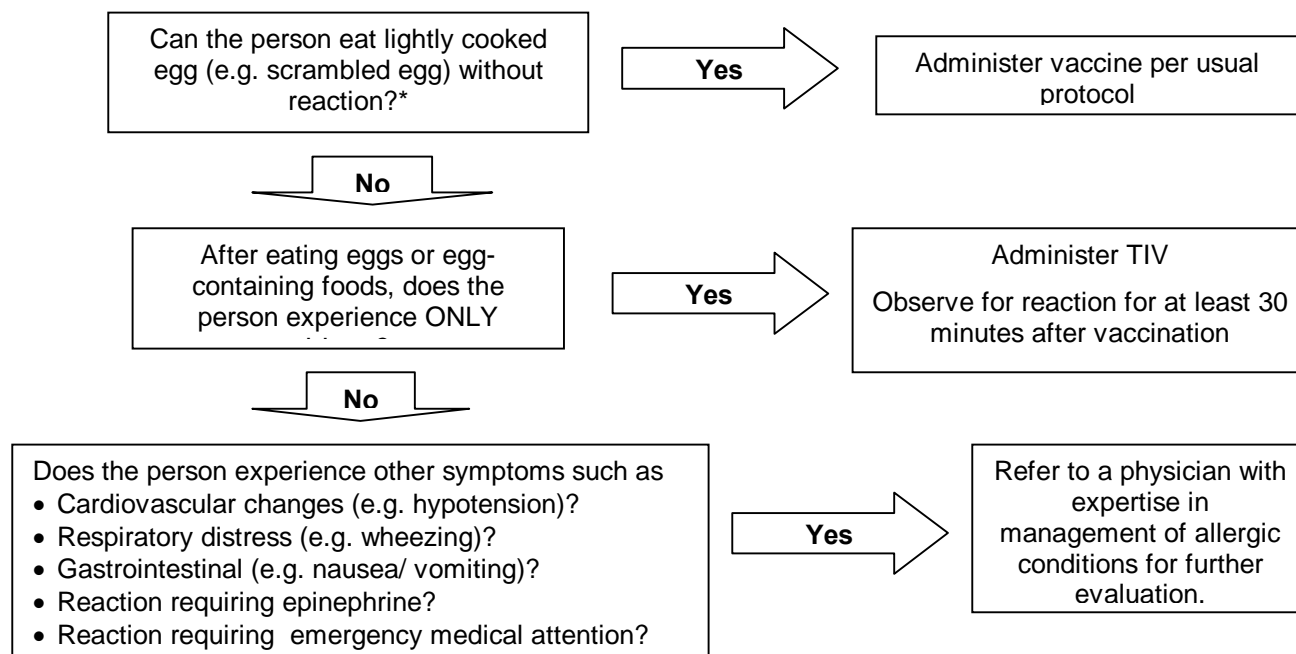 Can the person eat lightly cooked
egg (e.g. scrambled egg) without
reaction?*
Yes
Administer vaccine per usual
protocol
No
After eating eggs or egg-
containing foods, does the
person experience ONLY
Yes
Administer TIV
Observe for reaction for at least 30
minutes after vaccination
No
Does the person experience other symptoms such as
• Cardiovascular changes (e.g. hypotension)?
• Respiratory distress (e.g. wheezing)?
• Gastrointestinal (e.g. nausea/ vomiting)?
• Reaction requiring epinephrine?
• Reaction requiring emergency medical attention?
Yes
Refer to a physician with
expertise in
management of allergic
conditions for further
evaluation.